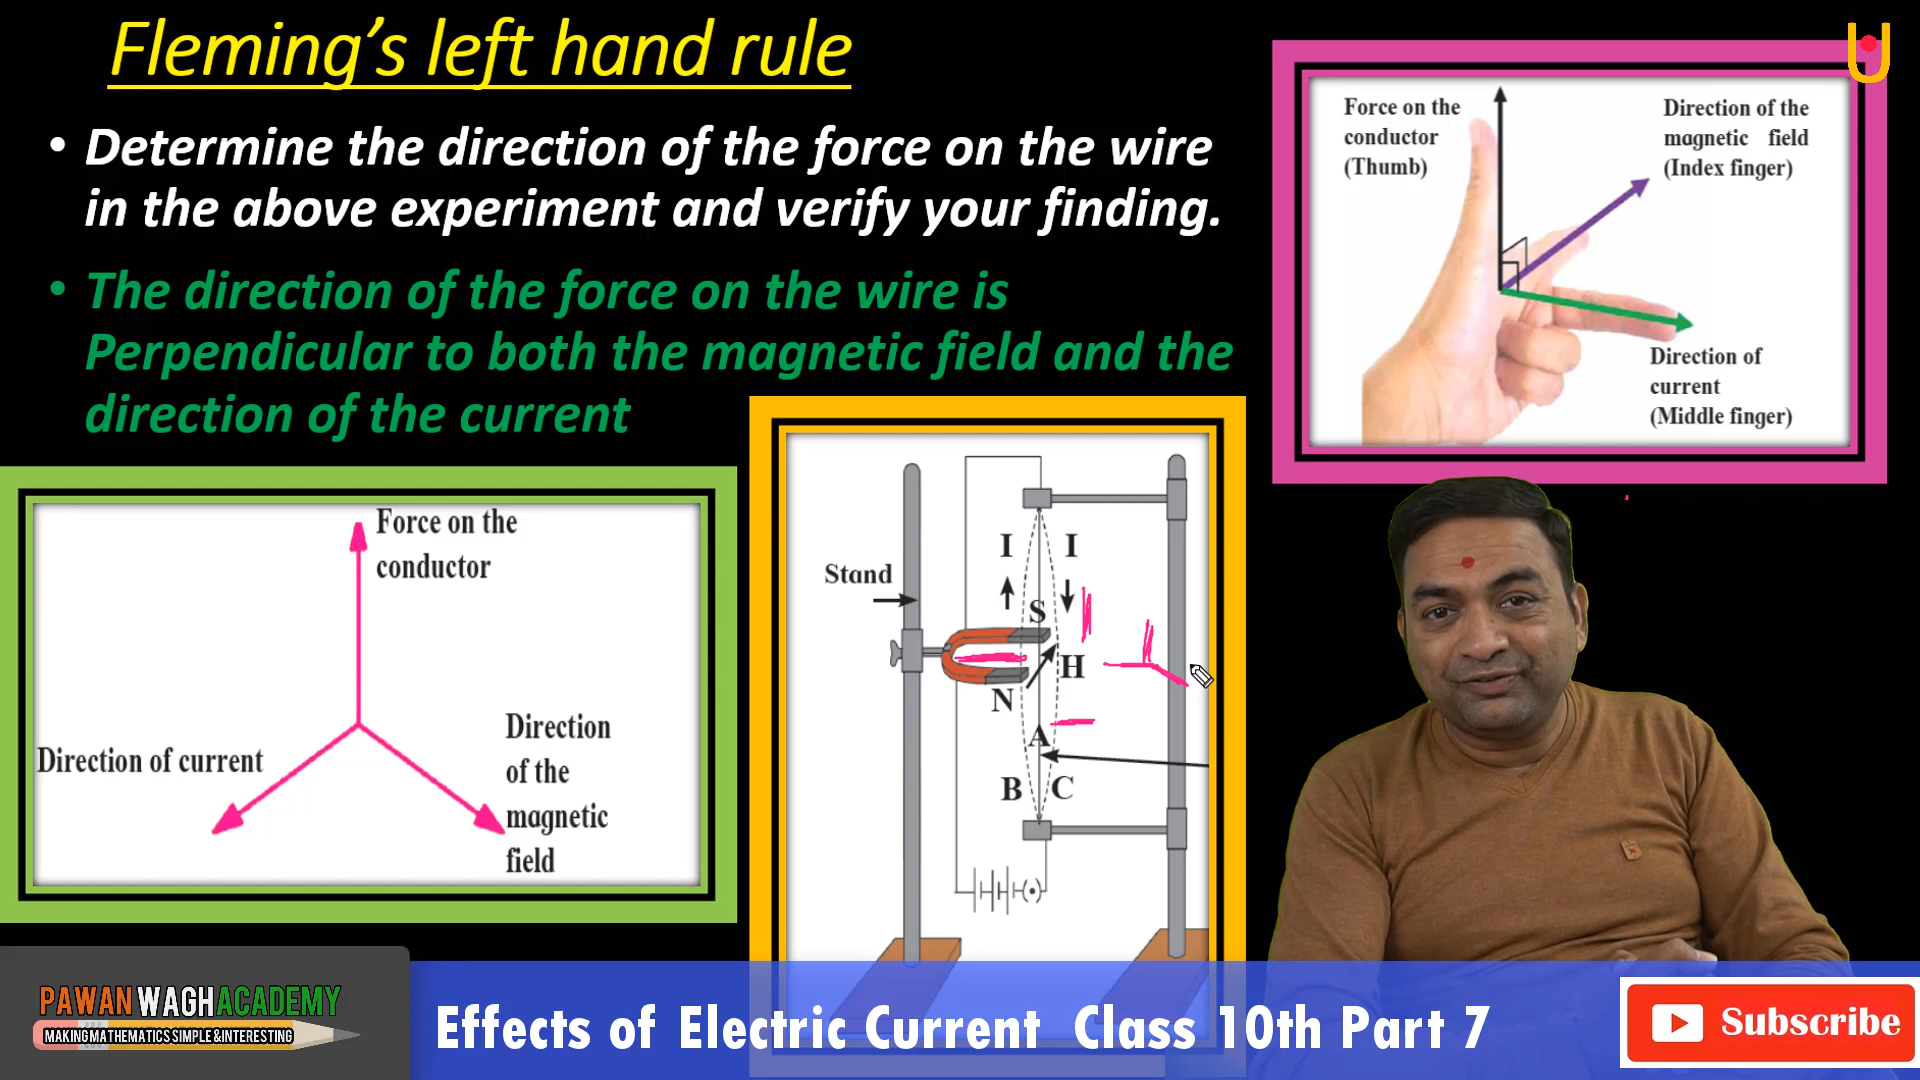 Fleming's left hand rule
• Determine the direction of the force on the wire
in the above experiment and verify your finding.
• The direction of the force on the wire is
Perpendicular to both the magnetic field and the
direction of the current
Force on the
conductor
(Thumb)
Direction of the
magnetic field
(Index finger)
Direction of
current
(Middle finger)
Force on the
conductor
Direction of current
Direction
of the
magnetic
field
Stand
I
I
S
H
N
A
B
C
PAWAN WAGH ACADEMY
MAKING MATHEMATICS SIMPLE & INTERESTING
Effects of Electric Current Class 10th Part 7
Subscribe